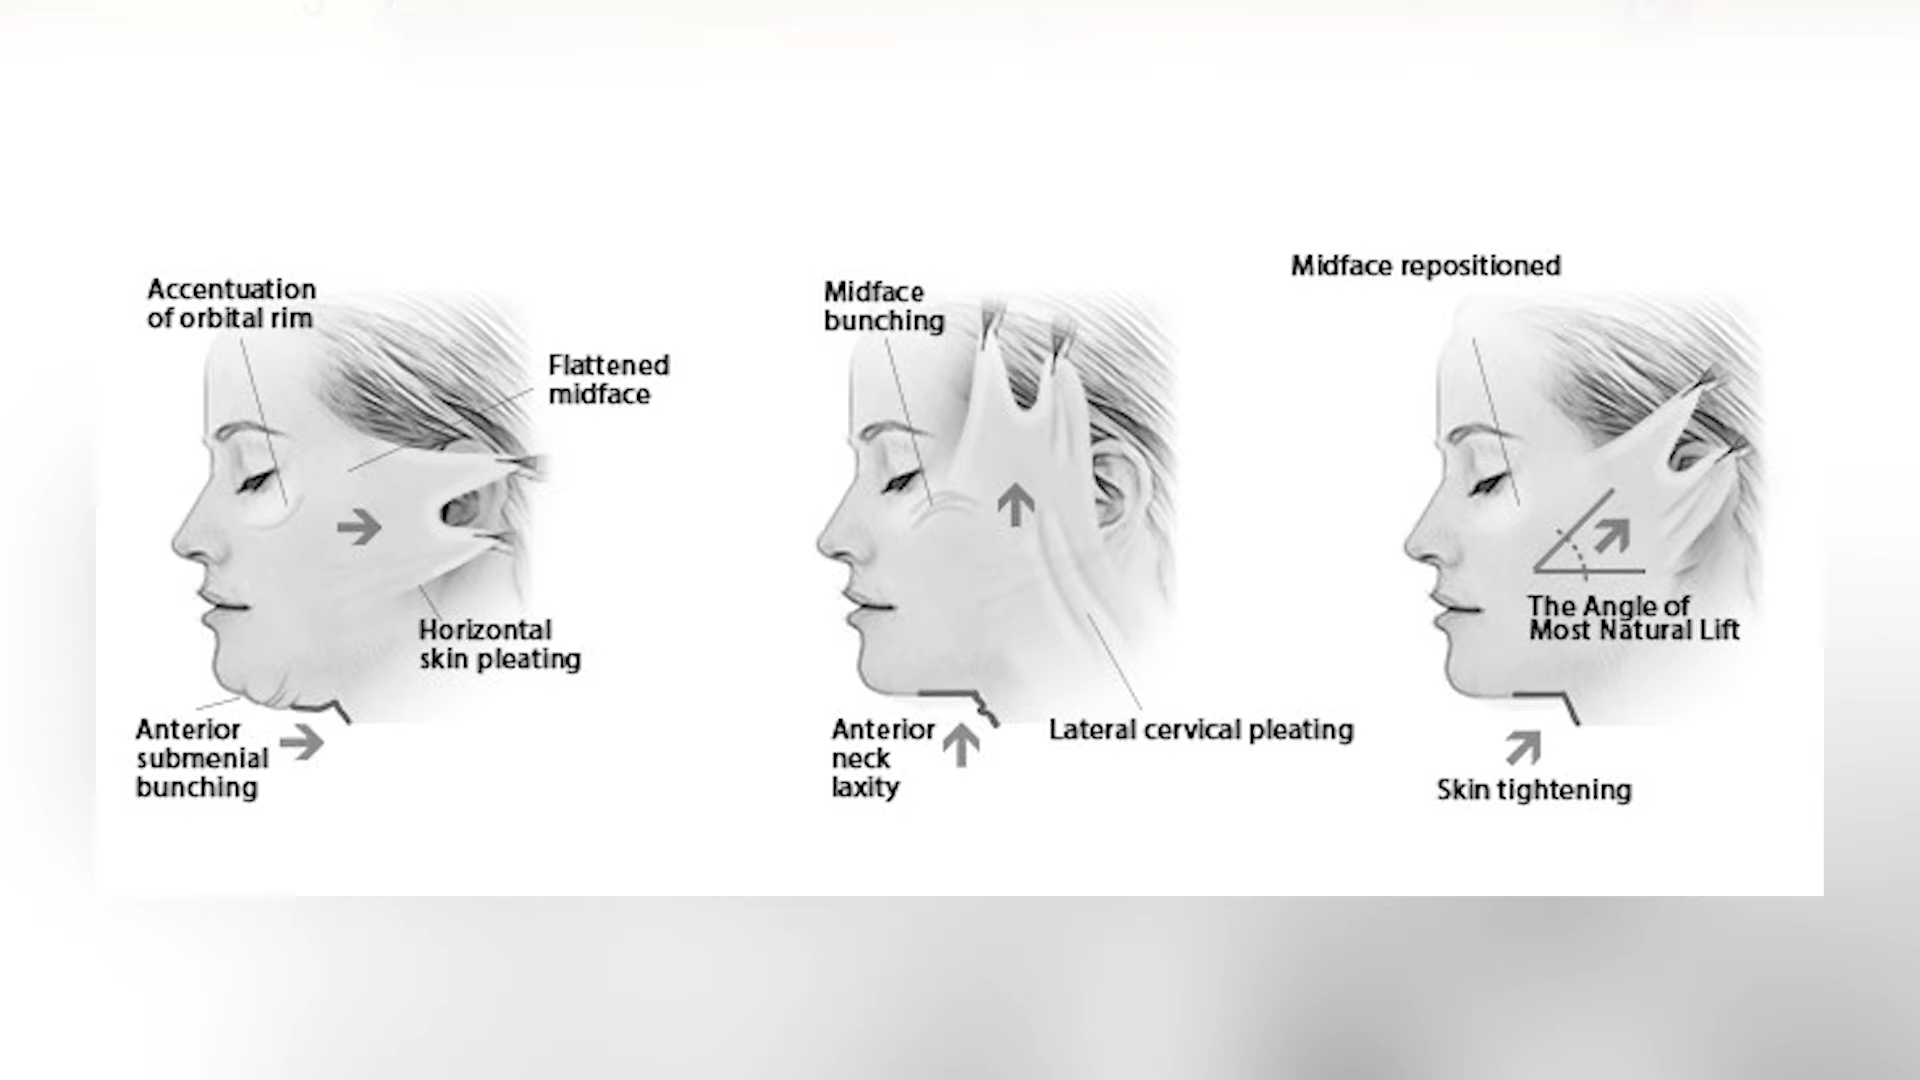 Accentuation
of orbital rim
Flattened
midface
Horizontal
skin pleating
Anterior
submenial
bunching
Midface
bunching
Anterior
neck
laxity
Lateral cervical pleating
Midface repositioned
The Angle of
Most Natural Lift
Skin tightening